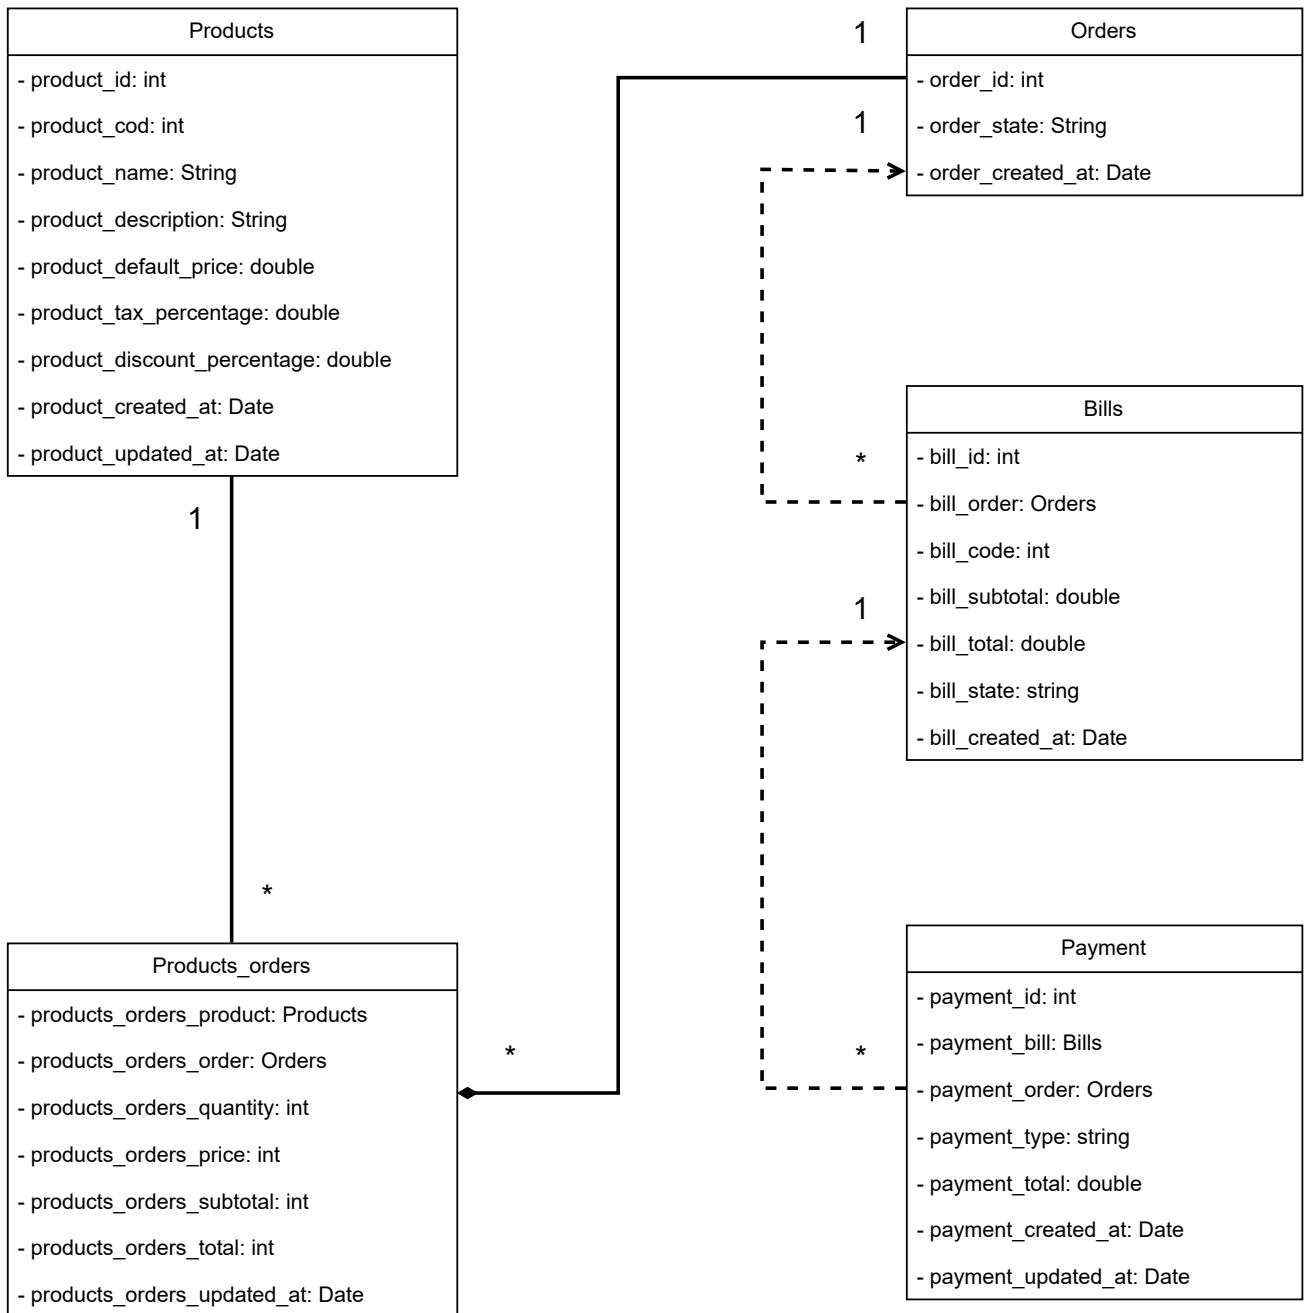 Products
- product_id: int
- product_cod: int
- product_name: String
- product_description: String
- product_default_price: double
- product_tax_percentage: double
- product_discount_percentage: double
- product_created_at: Date
- product_updated_at: Date
1
*
Products_orders
- products_orders_product: Products
- products_orders_order: Orders
- products_orders_quantity: int
- products_orders_price: int
- products_orders_subtotal: int
- products_orders_total: int
- products_orders_updated_at: Date
*
1
Orders
- order_id: int
- order_state: String
- order_created_at: Date
1
*
Bills
- bill_id: int
- bill_order: Orders
- bill_code: int
- bill_subtotal: double
- bill_total: double
- bill_state: string
- bill_created_at: Date
1
*
Payment
- payment_id: int
- payment_bill: Bills
- payment_order: Orders
- payment_type: string
- payment_total: double
- payment_created_at: Date
- payment_updated_at: Date